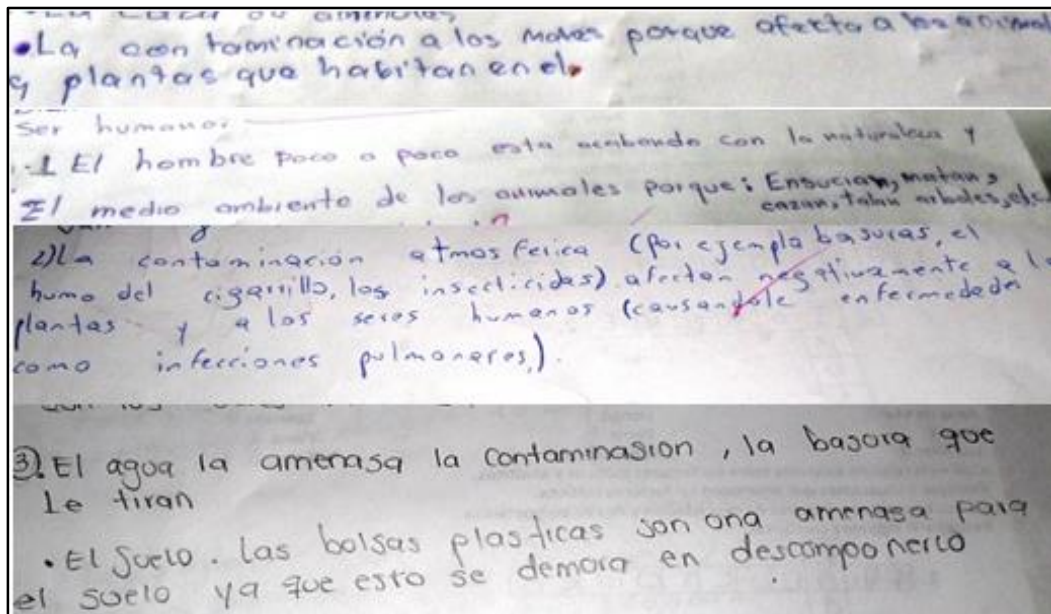 •La contaminación a los mares porque afecta a los animal
y plantas que habitan en el.
Ser humano:
.1 El hombre poco a poco esta acabando con la naturaleza y
El medio ambiente de los animales porque: Ensucian, matan,
cazan, talan arboles, etc.
2) La contaminación atmosferica (por ejemplo basuras, el
humo del cigarrillo, los insecticidas) afectan negativamente a la
plantas y a los seres humanos (causandole enfermedades
como infecciones pulmonares,).
3). El agua la amenasa la contaminasion, la basora que
Le tiran
• El suelo. las bolsas plasticas son ona amenasa para
el suelo ya que esto se demora en descomponerlo